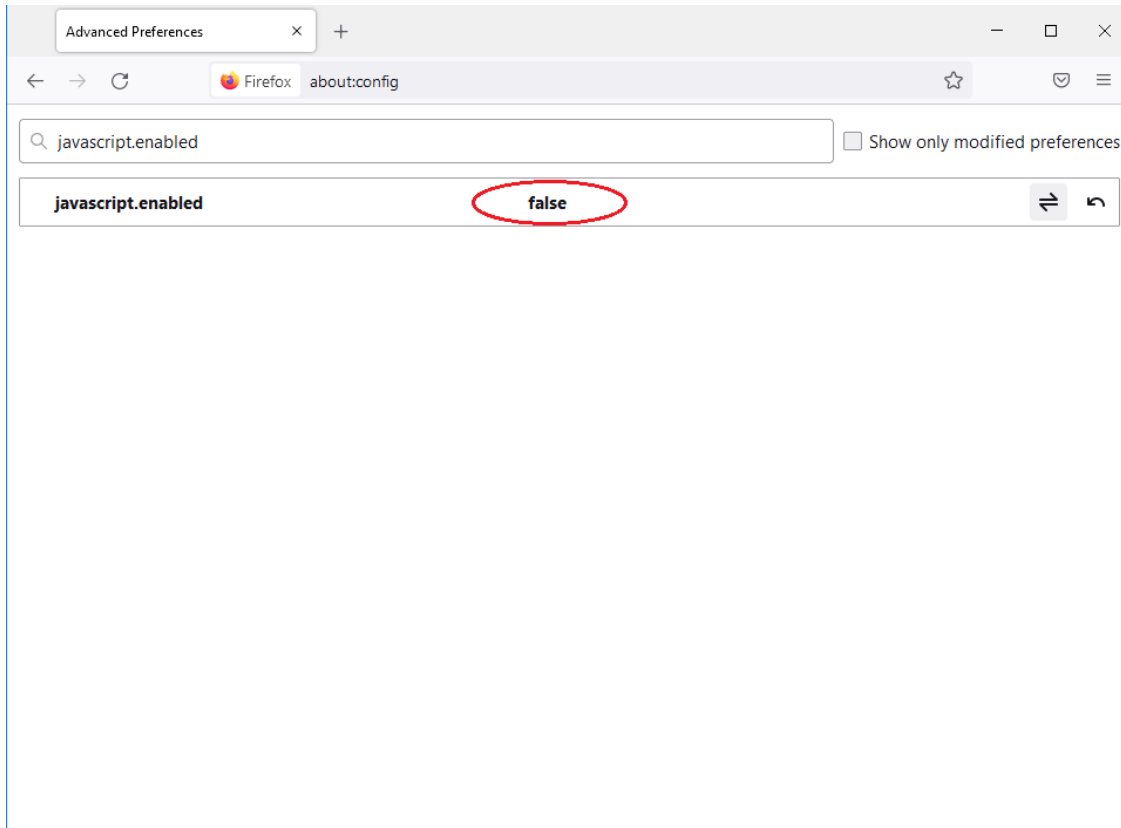 Advanced Preferences
Firefox about:config
javascript.enabled
Show only modified preferences
javascript.enabled false